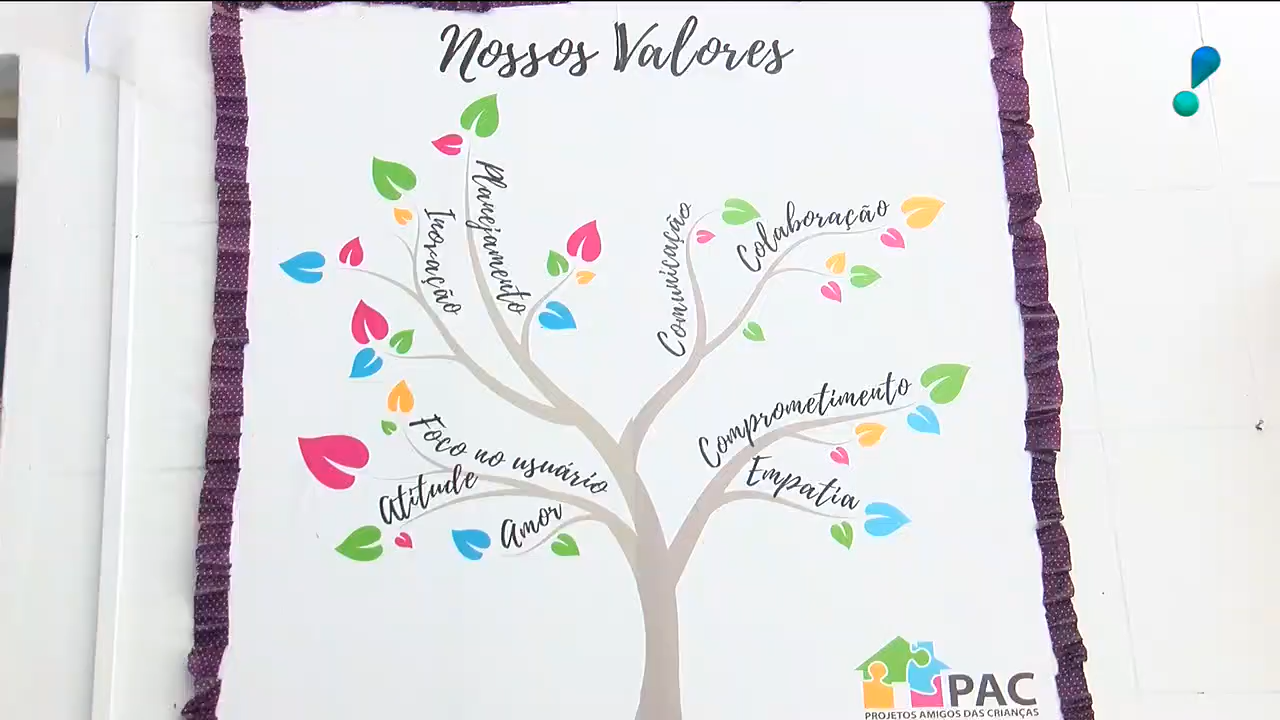 Nossos Valores
Planejamento
Inovação
Comunicação
Colaboração
Foco no usuário
Atitude
Amor
Comprometimento
Empatia
PAC
PROJETOS AMIGOS DAS CRIANÇAS